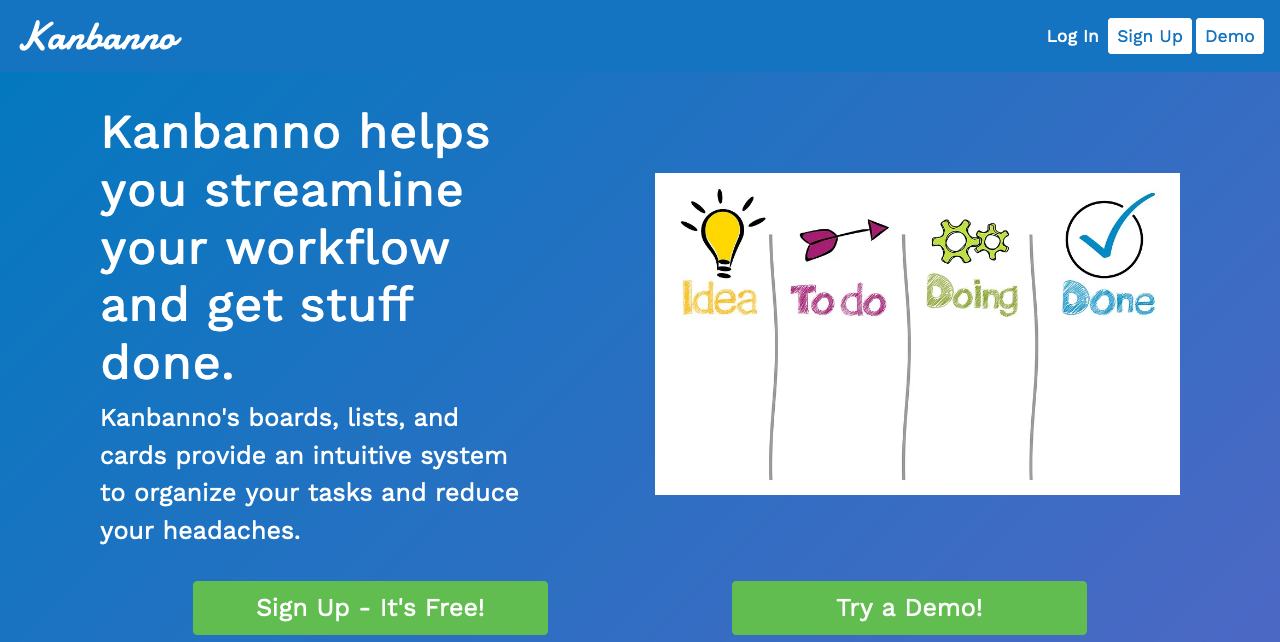 Kanbanno
Log In
Sign Up
Demo
Kanbanno helps
you streamline
your workflow
and get stuff
done.
Kanbanno's boards, lists, and
cards provide an intuitive system
to organize your tasks and reduce
your headaches.
Idea
To do
Doing
Done
Sign Up - It's Free!
Try a Demo!